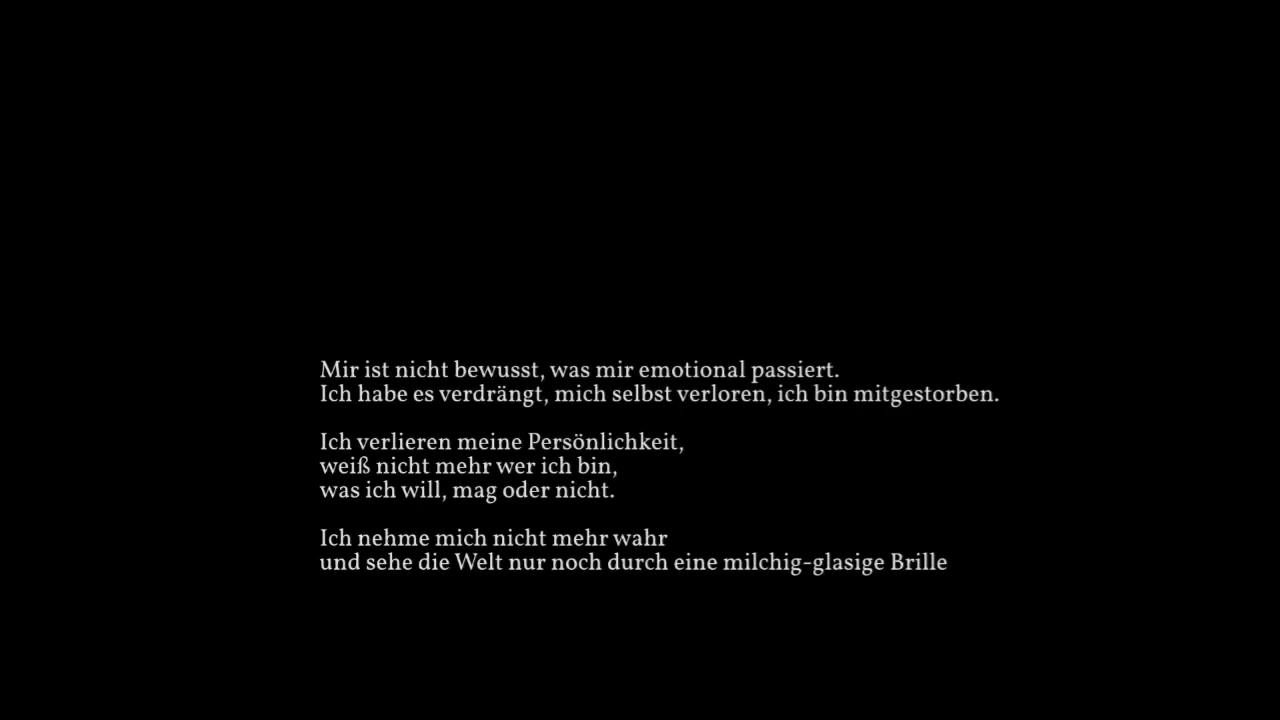 Mir ist nicht bewusst, was mir emotional passiert.
Ich habe es verdrängt, mich selbst verloren, ich bin mitgestorben.
Ich verlieren meine Persönlichkeit,
weiß nicht mehr wer ich bin,
was ich will, mag oder nicht.
Ich nehme mich nicht mehr wahr
und sehe die Welt nur noch durch eine milchig-glasige Brille